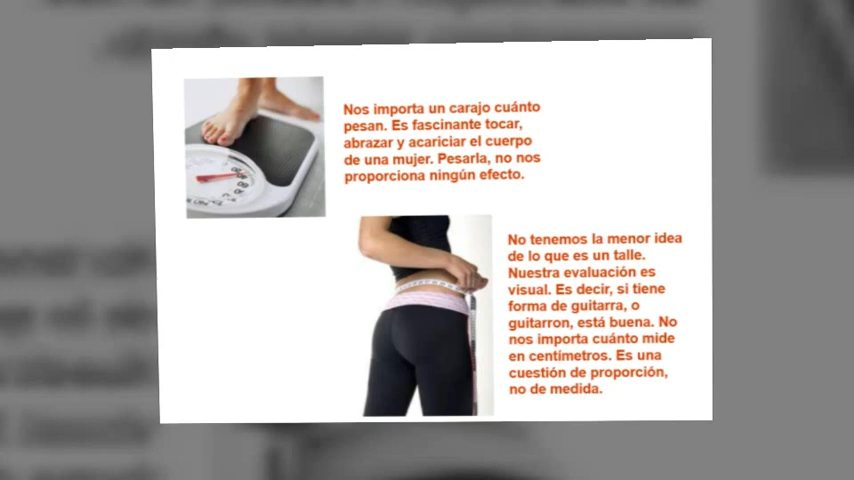 Nos importa un carajo cuánto
pesan. Es fascinante tocar,
abrazar y acariciar el cuerpo
de una mujer. Pesarla, no nos
proporciona ningún efecto.
No tenemos la menor idea
de lo que es un talle.
Nuestra evaluación es
visual. Es decir, si tiene
forma de guitarra, o
guitarron, está buena. No
nos importa cuánto mide
en centímetros. Es una
cuestión de proporción,
no de medida.